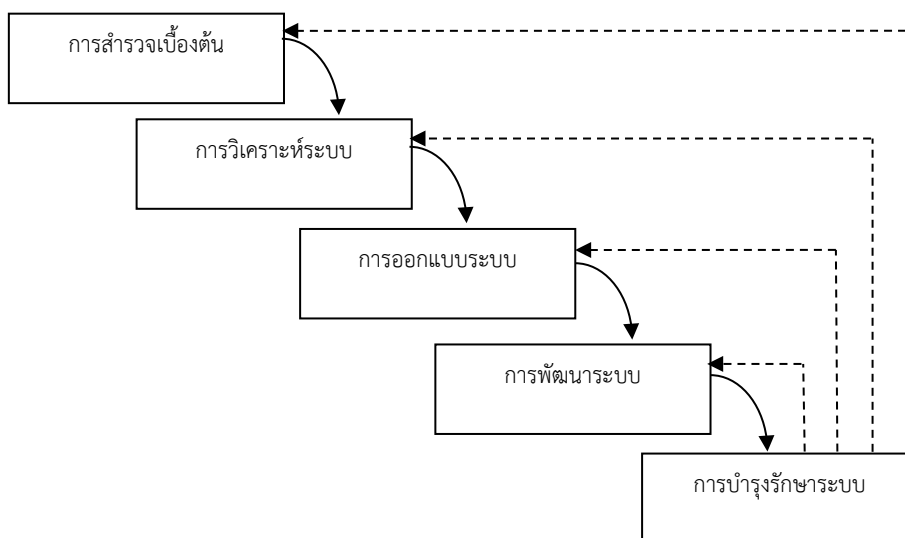 การสำรวจเบื้องต้น
การวิเคราะห์ระบบ
การออกแบบระบบ
การพัฒนาระบบ
การบำรุงรักษาระบบ